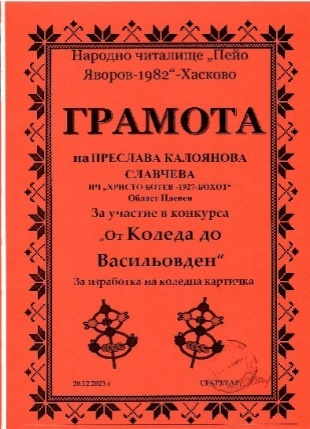 Народно читалище „Пейо
Яворов-1982“-Хасково
ГРАМОТА
на ПРЕСЛАВА КАЛОЯНОВА
СЛАВЧЕВА
НЧ „ХРИСТО БОТЕВ -1927-БОХОТ“
Област Плевен
За участие в конкурса
„От Коледа до
Васильовден“
За изработка на коледна картичка
20.12.2023 г
СЕКРЕТАР: